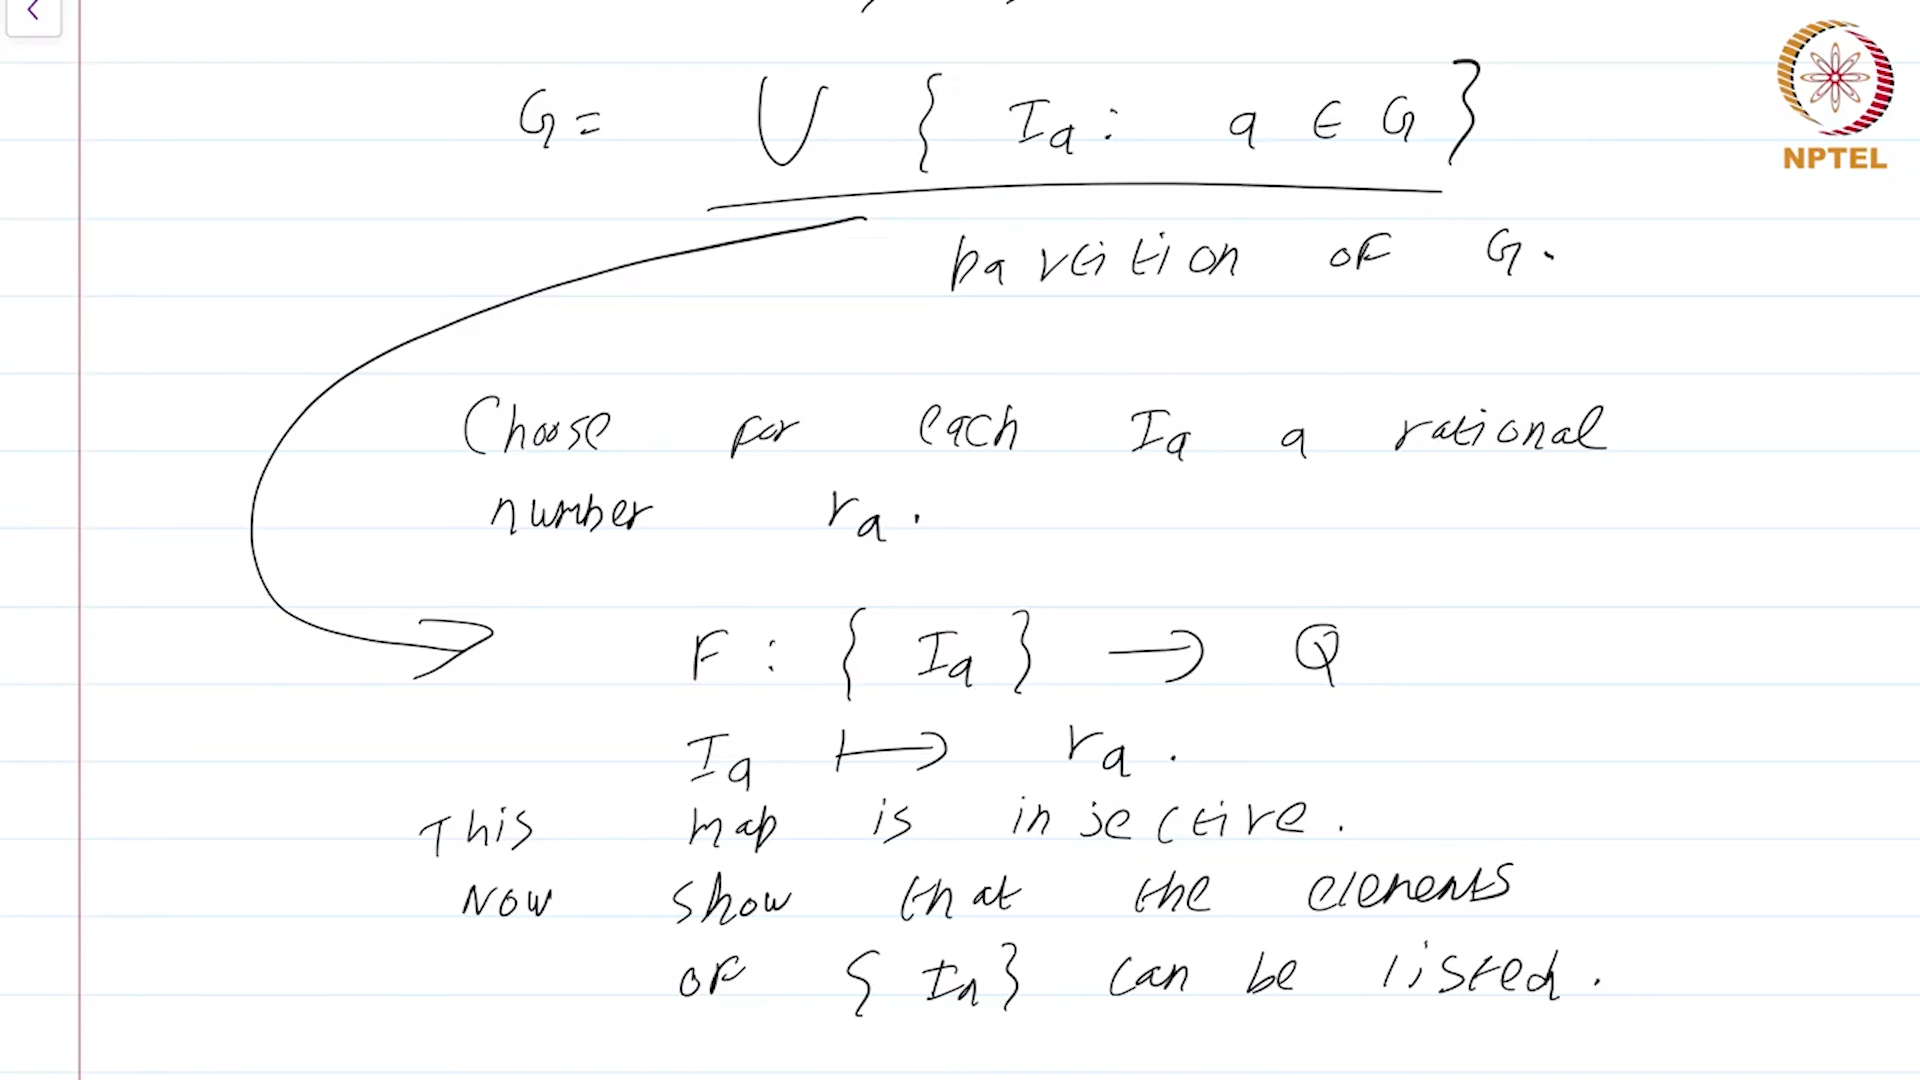 G = ∪ { Ia : a ∈ G }
NPTEL
partition of G.
Choose for each Ia a rational
number ra.
F : { Ia } → Q
Ia ↦ ra.
This map is injective.
Now show that the elements
of { Ia } can be listed.